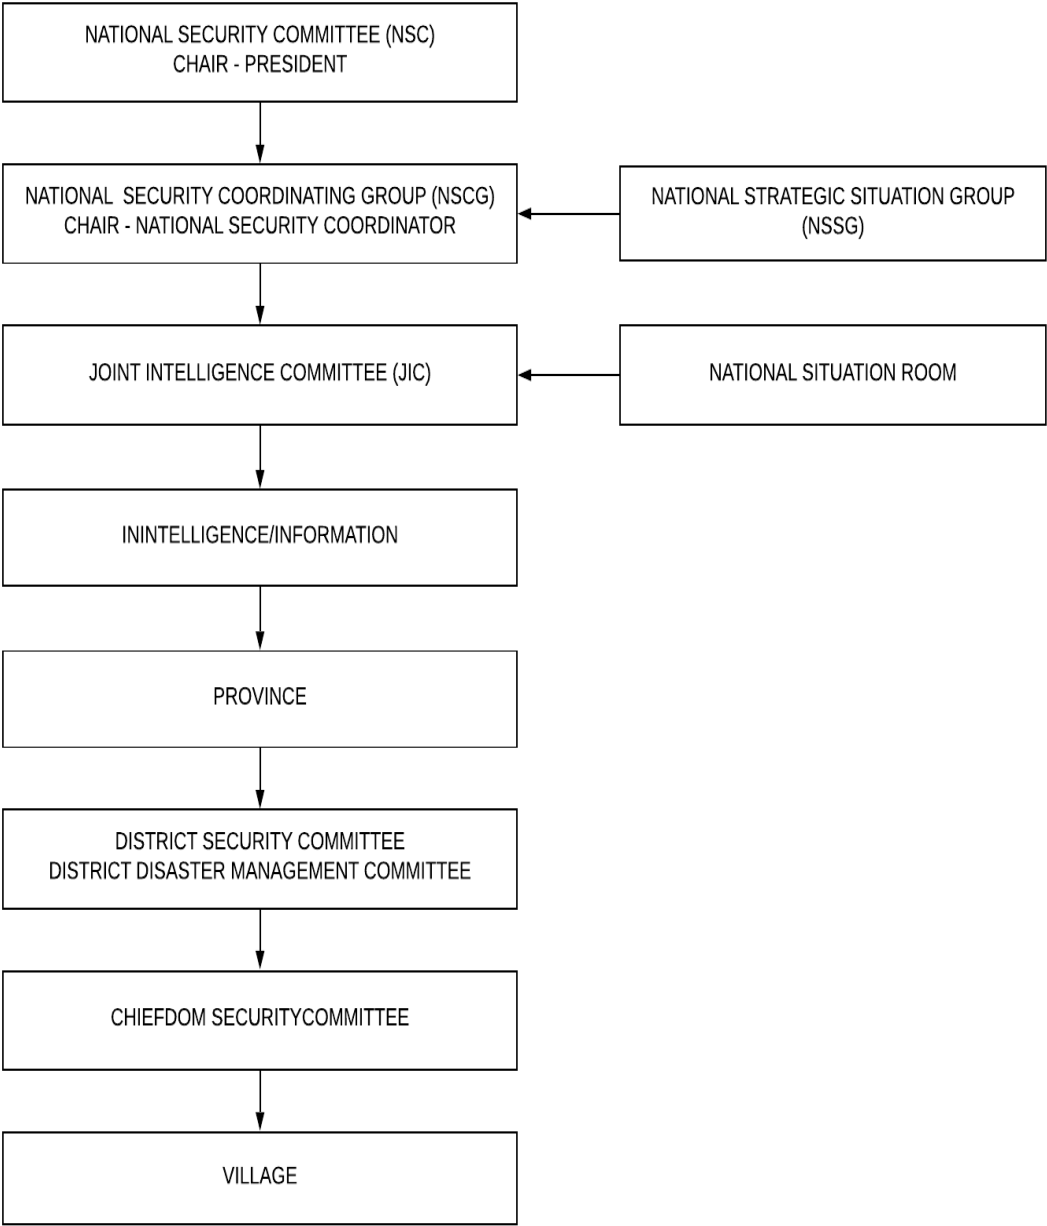 NATIONAL SECURITY COMMITTEE (NSC)
CHAIR - PRESIDENT
NATIONAL SECURITY COORDINATING GROUP (NSCG)
CHAIR - NATIONAL SECURITY COORDINATOR
NATIONAL STRATEGIC SITUATION GROUP
(NSSG)
JOINT INTELLIGENCE COMMITTEE (JIC)
NATIONAL SITUATION ROOM
ININTELLIGENCE/INFORMATION
PROVINCE
DISTRICT SECURITY COMMITTEE
DISTRICT DISASTER MANAGEMENT COMMITTEE
CHIEFDOM SECURITYCOMMITTEE
VILLAGE